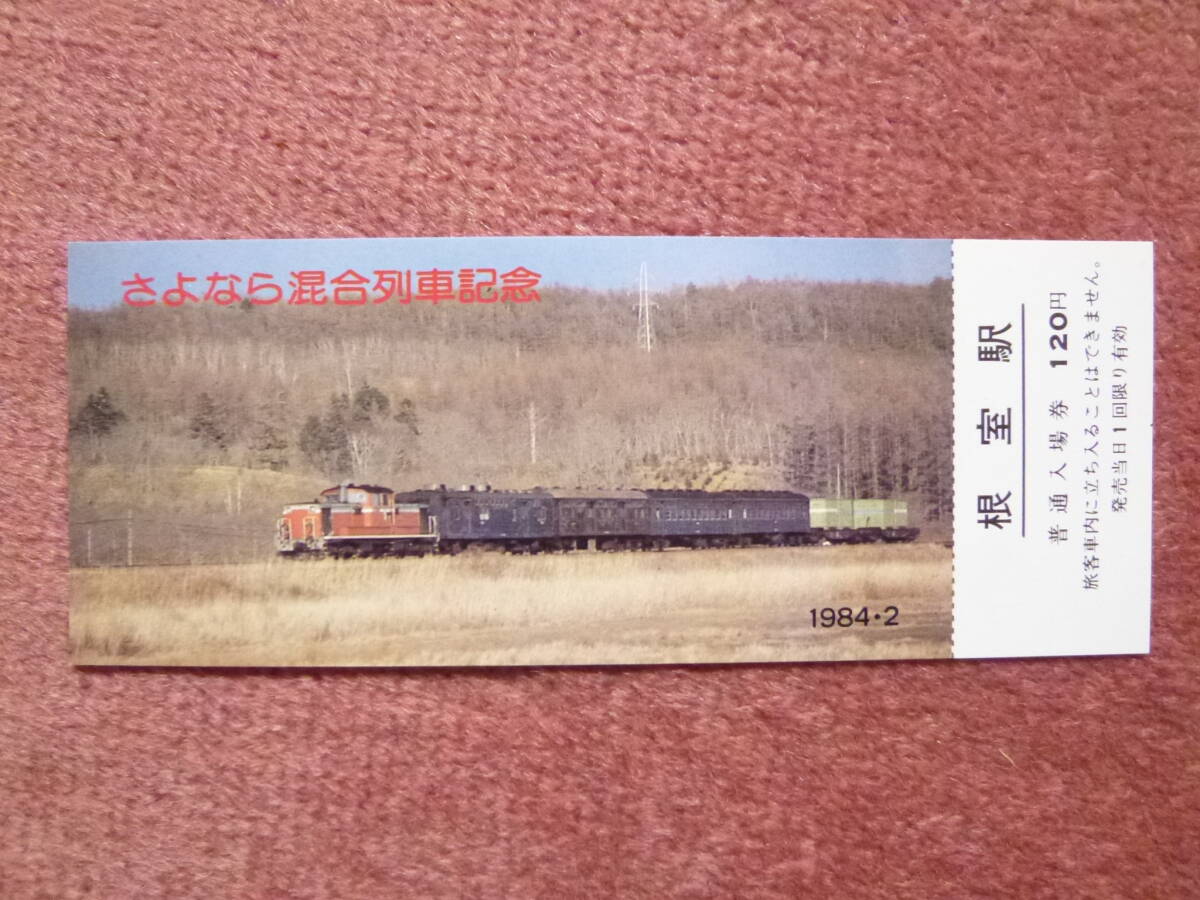 さよなら混合列車記念
1984・2
根室駅
普通入場券 120円
旅客車内に立ち入ることはできません。
発売当日1回限り有効